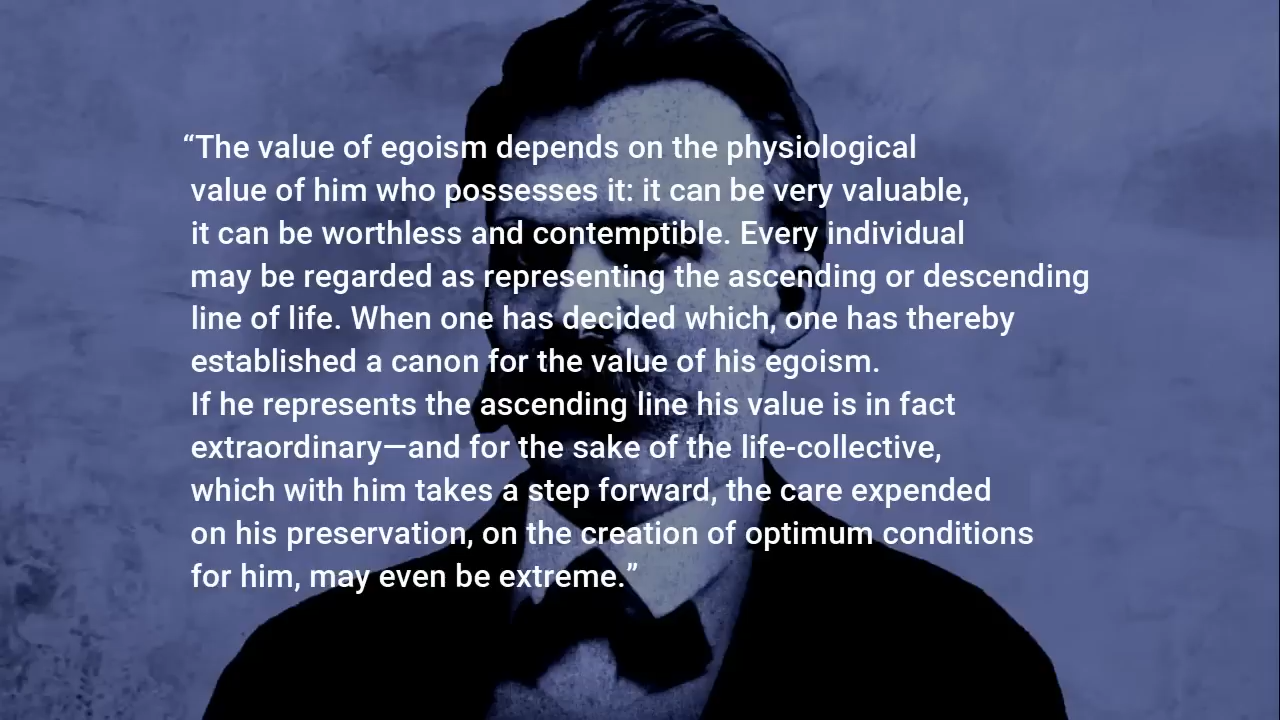 “The value of egoism depends on the physiological
value of him who possesses it: it can be very valuable,
it can be worthless and contemptible. Every individual
may be regarded as representing the ascending or descending
line of life. When one has decided which, one has thereby
established a canon for the value of his egoism.
If he represents the ascending line his value is in fact
extraordinary—and for the sake of the life-collective,
which with him takes a step forward, the care expended
on his preservation, on the creation of optimum conditions
for him, may even be extreme.”